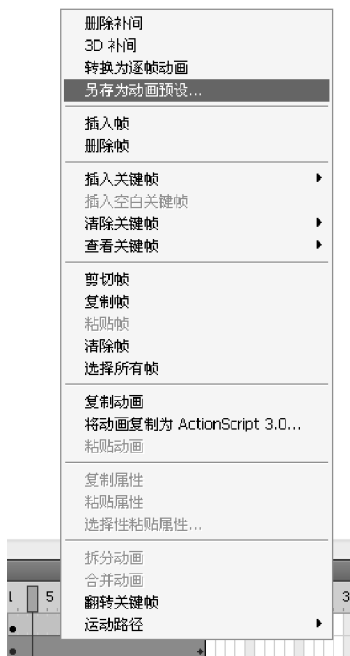 删除补间
3D 补间
转换为逐帧动画
另存为动画预设...
插入帧
删除帧
插入关键帧
插入空白关键帧
清除关键帧
查看关键帧
剪切帧
复制帧
粘贴帧
清除帧
选择所有帧
复制动画
将动画复制为 ActionScript 3.0...
粘贴动画
复制属性
粘贴属性
选择性粘贴属性...
拆分动画
合并动画
翻转关键帧
运动路径
1 5 3